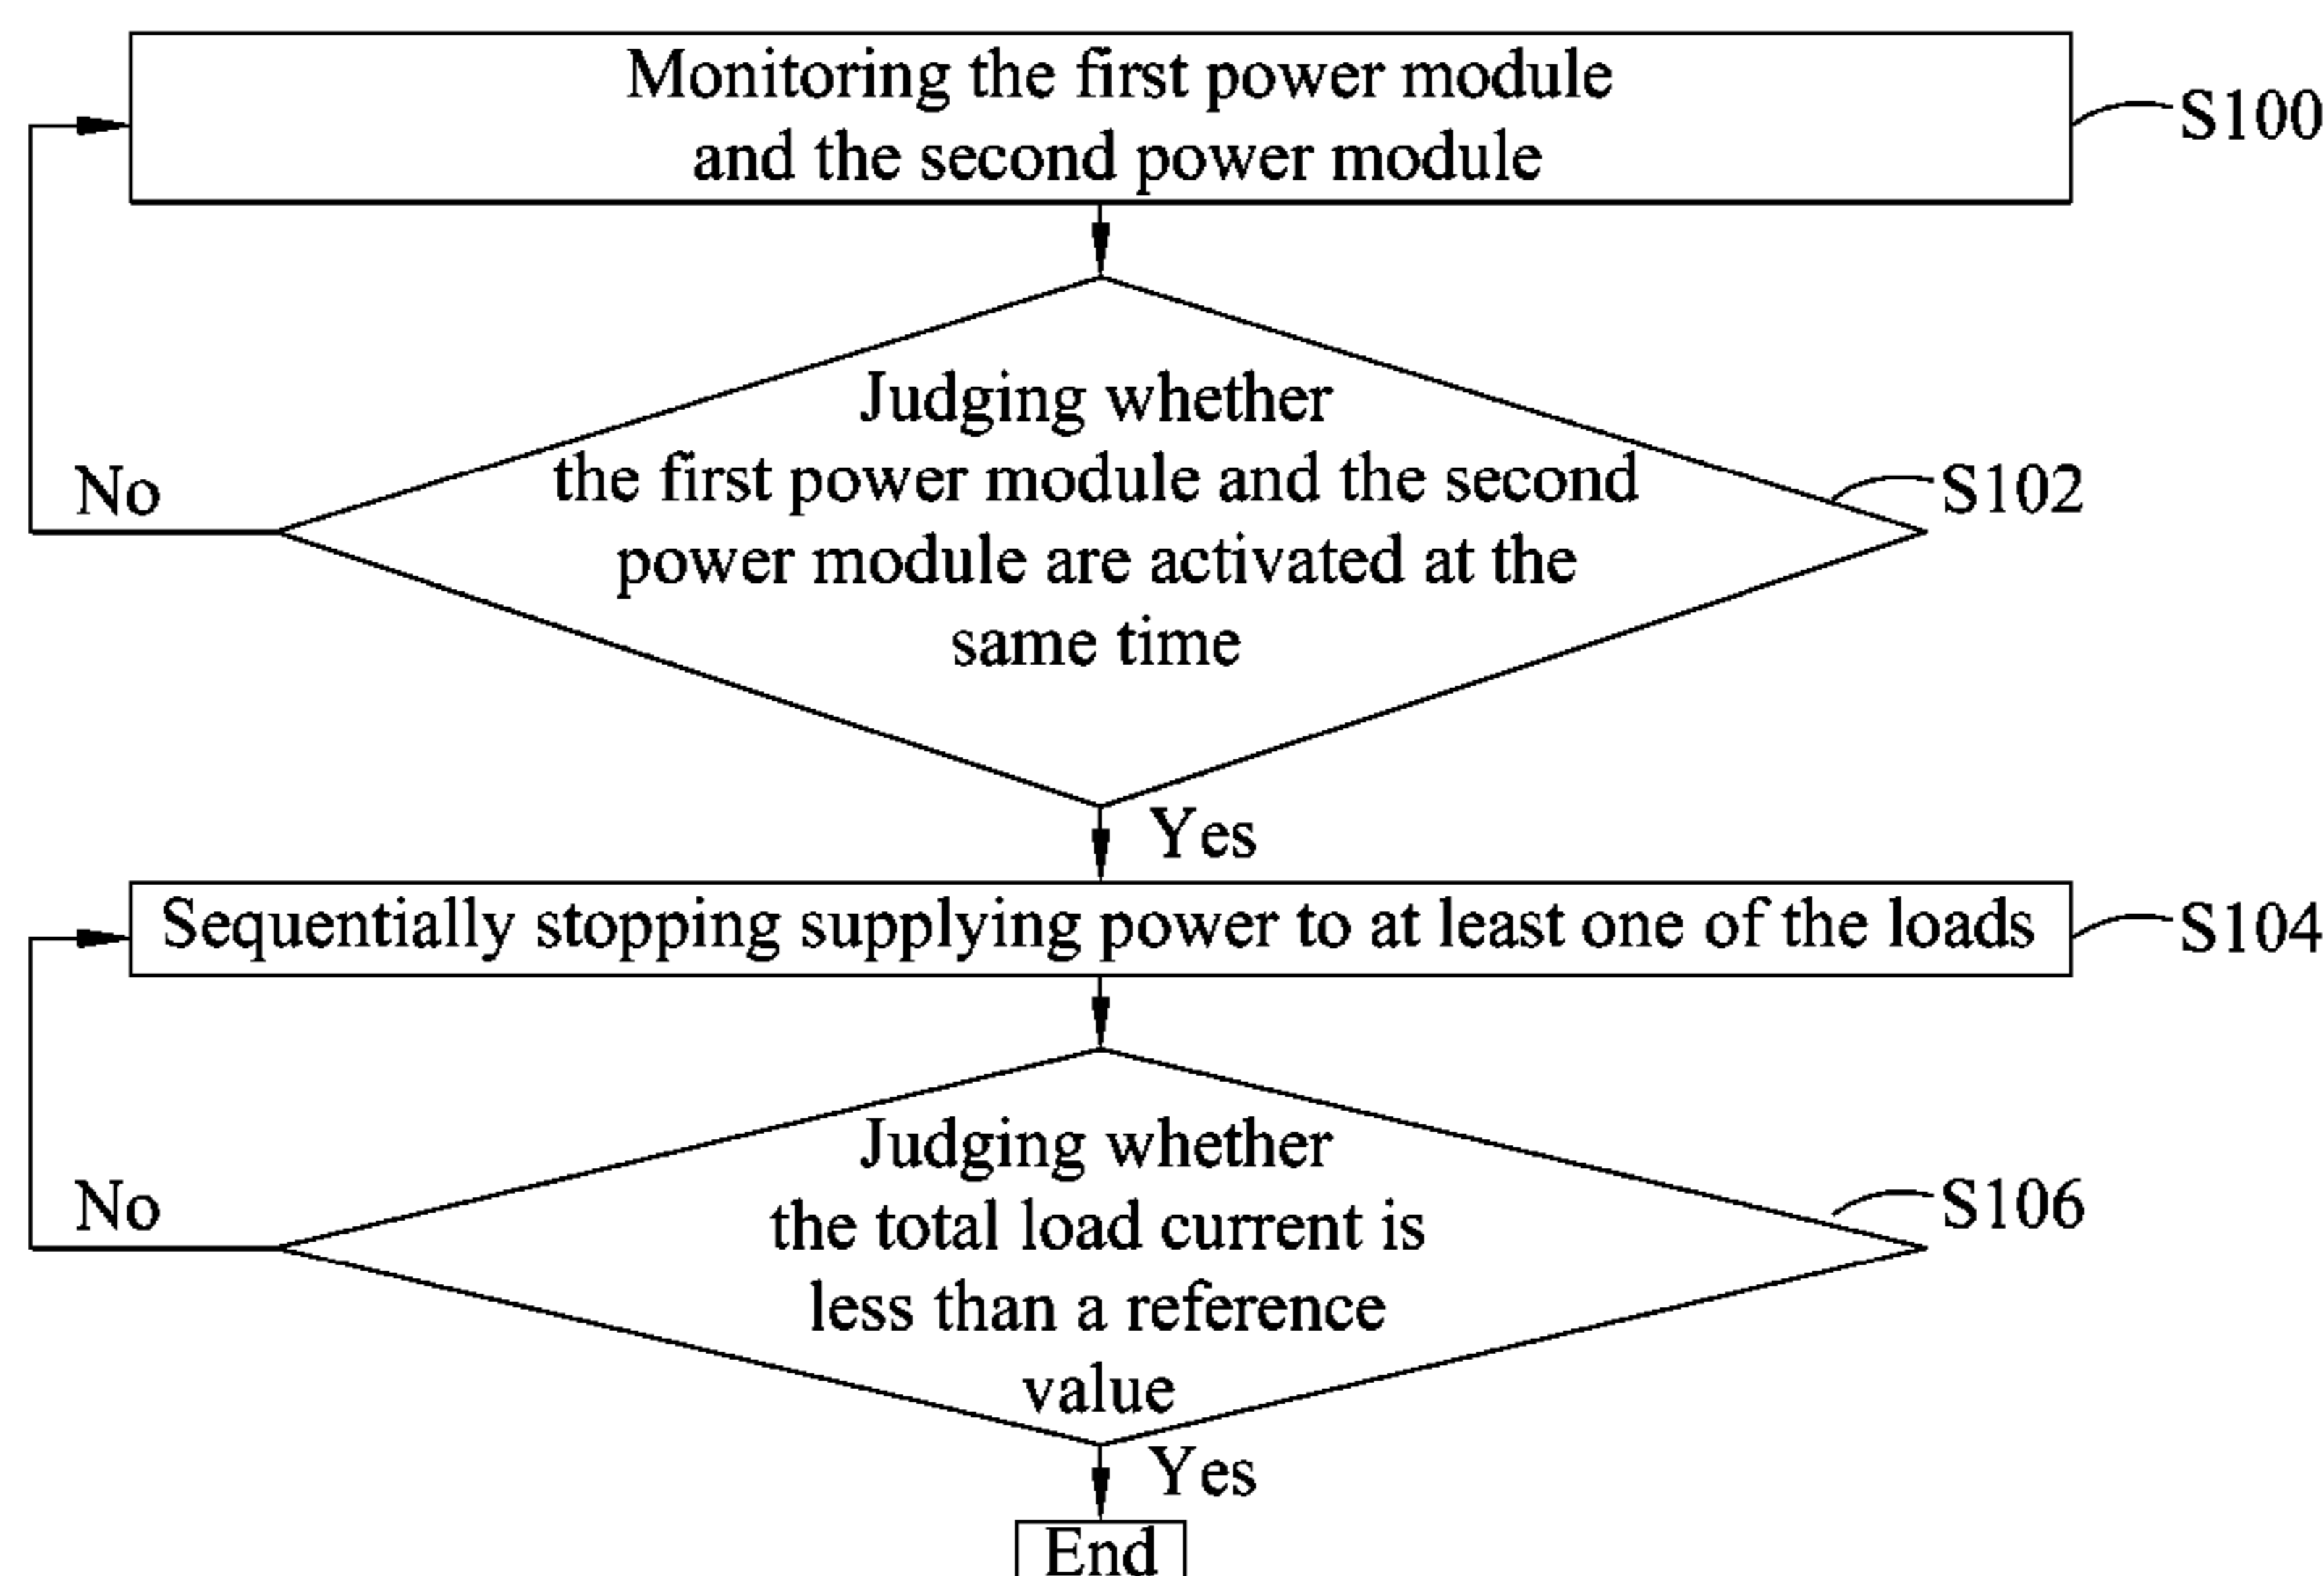 Monitoring the first power module
and the second power module
S100
Judging whether
the first power module and the second
power module are activated at the
same time
S102
No
Yes
Sequentially stopping supplying power to at least one of the loads
S104
Judging whether
the total load current is
less than a reference
value
S106
No
Yes
End